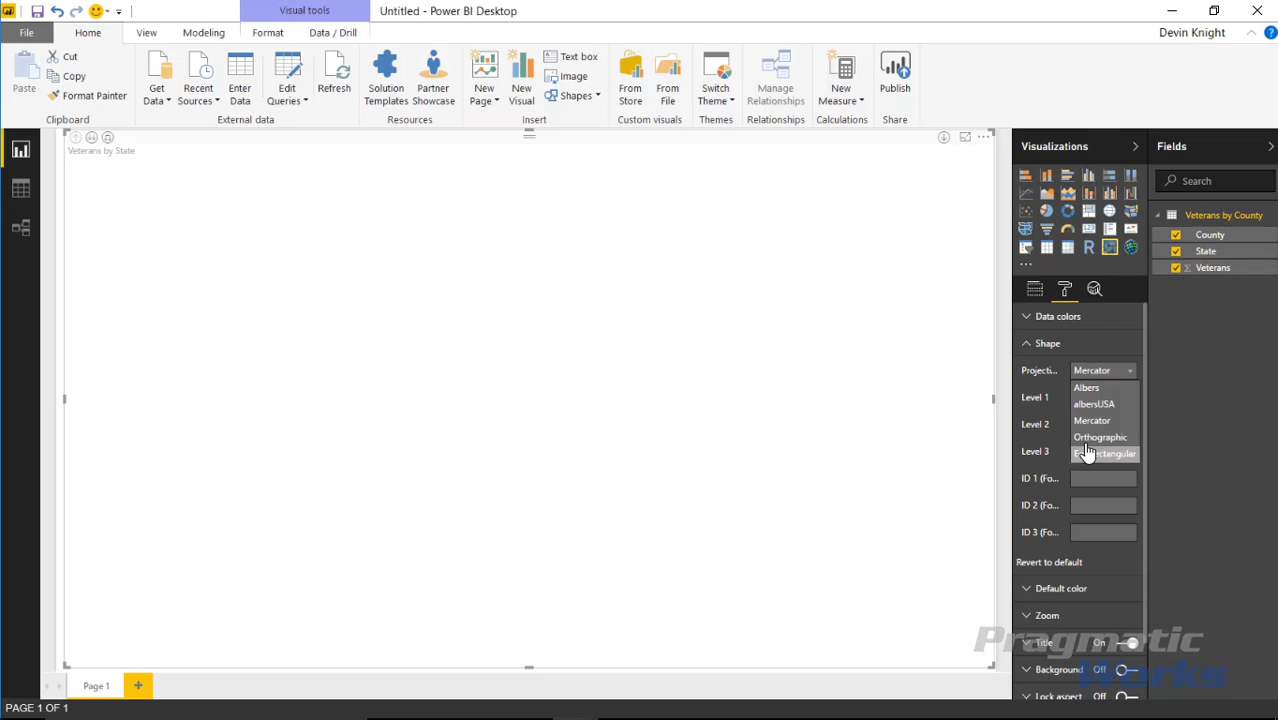 Visual tools
Untitled - Power BI Desktop
File
Home
View
Modeling
Format
Data / Drill
Devin Knight
Paste
Cut
Copy
Format Painter
Clipboard
Get Data
Recent Sources
Enter Data
Edit Queries
Refresh
External data
Solution Templates
Partner Showcase
Resources
New Page
New Visual
Text box
Image
Shapes
Insert
From Store
From File
Custom visuals
Switch Theme
Themes
Manage Relationships
Relationships
New Measure
Calculations
Publish
Share
Veterans by State
Visualizations
Fields
Search
Veterans by County
County
State
Veterans
R
Data colors
Shape
Projecti... Mercator
Albers
albersUSA
Mercator
Orthographic
Level 1
Level 2
Level 3
ID 1 (Fo...
ID 2 (Fo...
ID 3 (Fo...
Revert to default
Default color
Zoom
Title On
Background Off
Lock aspect Off
Pragmatic
Works
Page 1
PAGE 1 OF 1